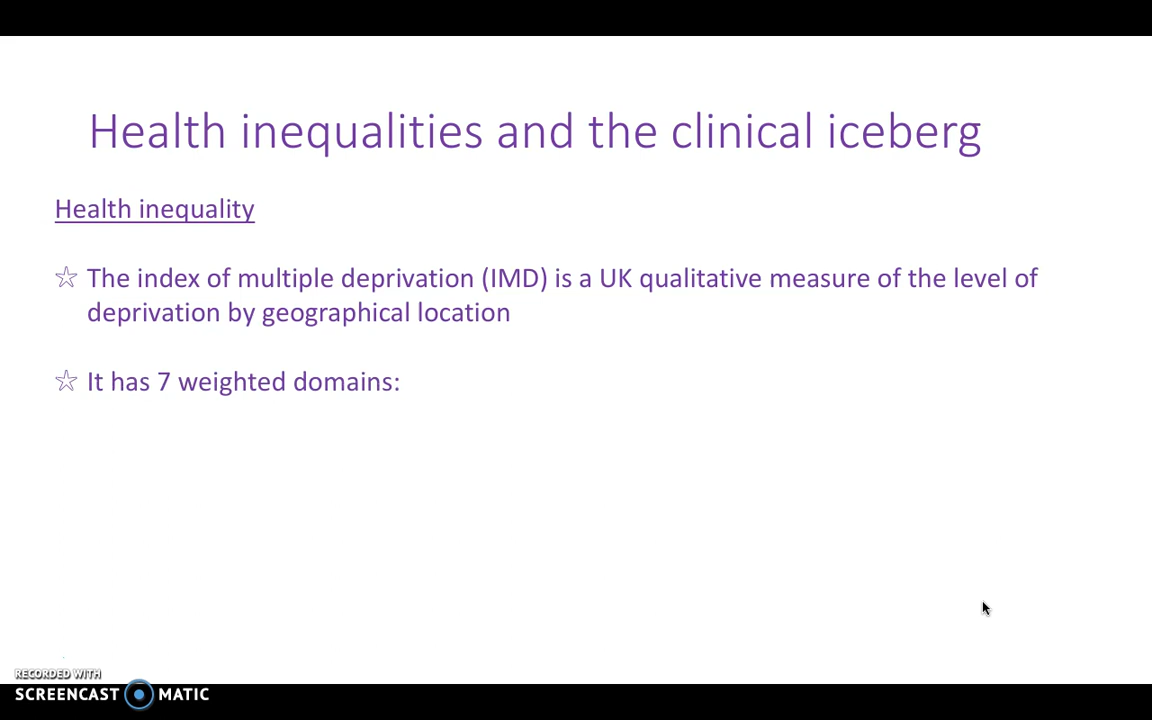 Health inequalities and the clinical iceberg
Health inequality
☆ The index of multiple deprivation (IMD) is a UK qualitative measure of the level of
deprivation by geographical location
☆ It has 7 weighted domains:
RECORDED WITH
SCREENCAST MATIC